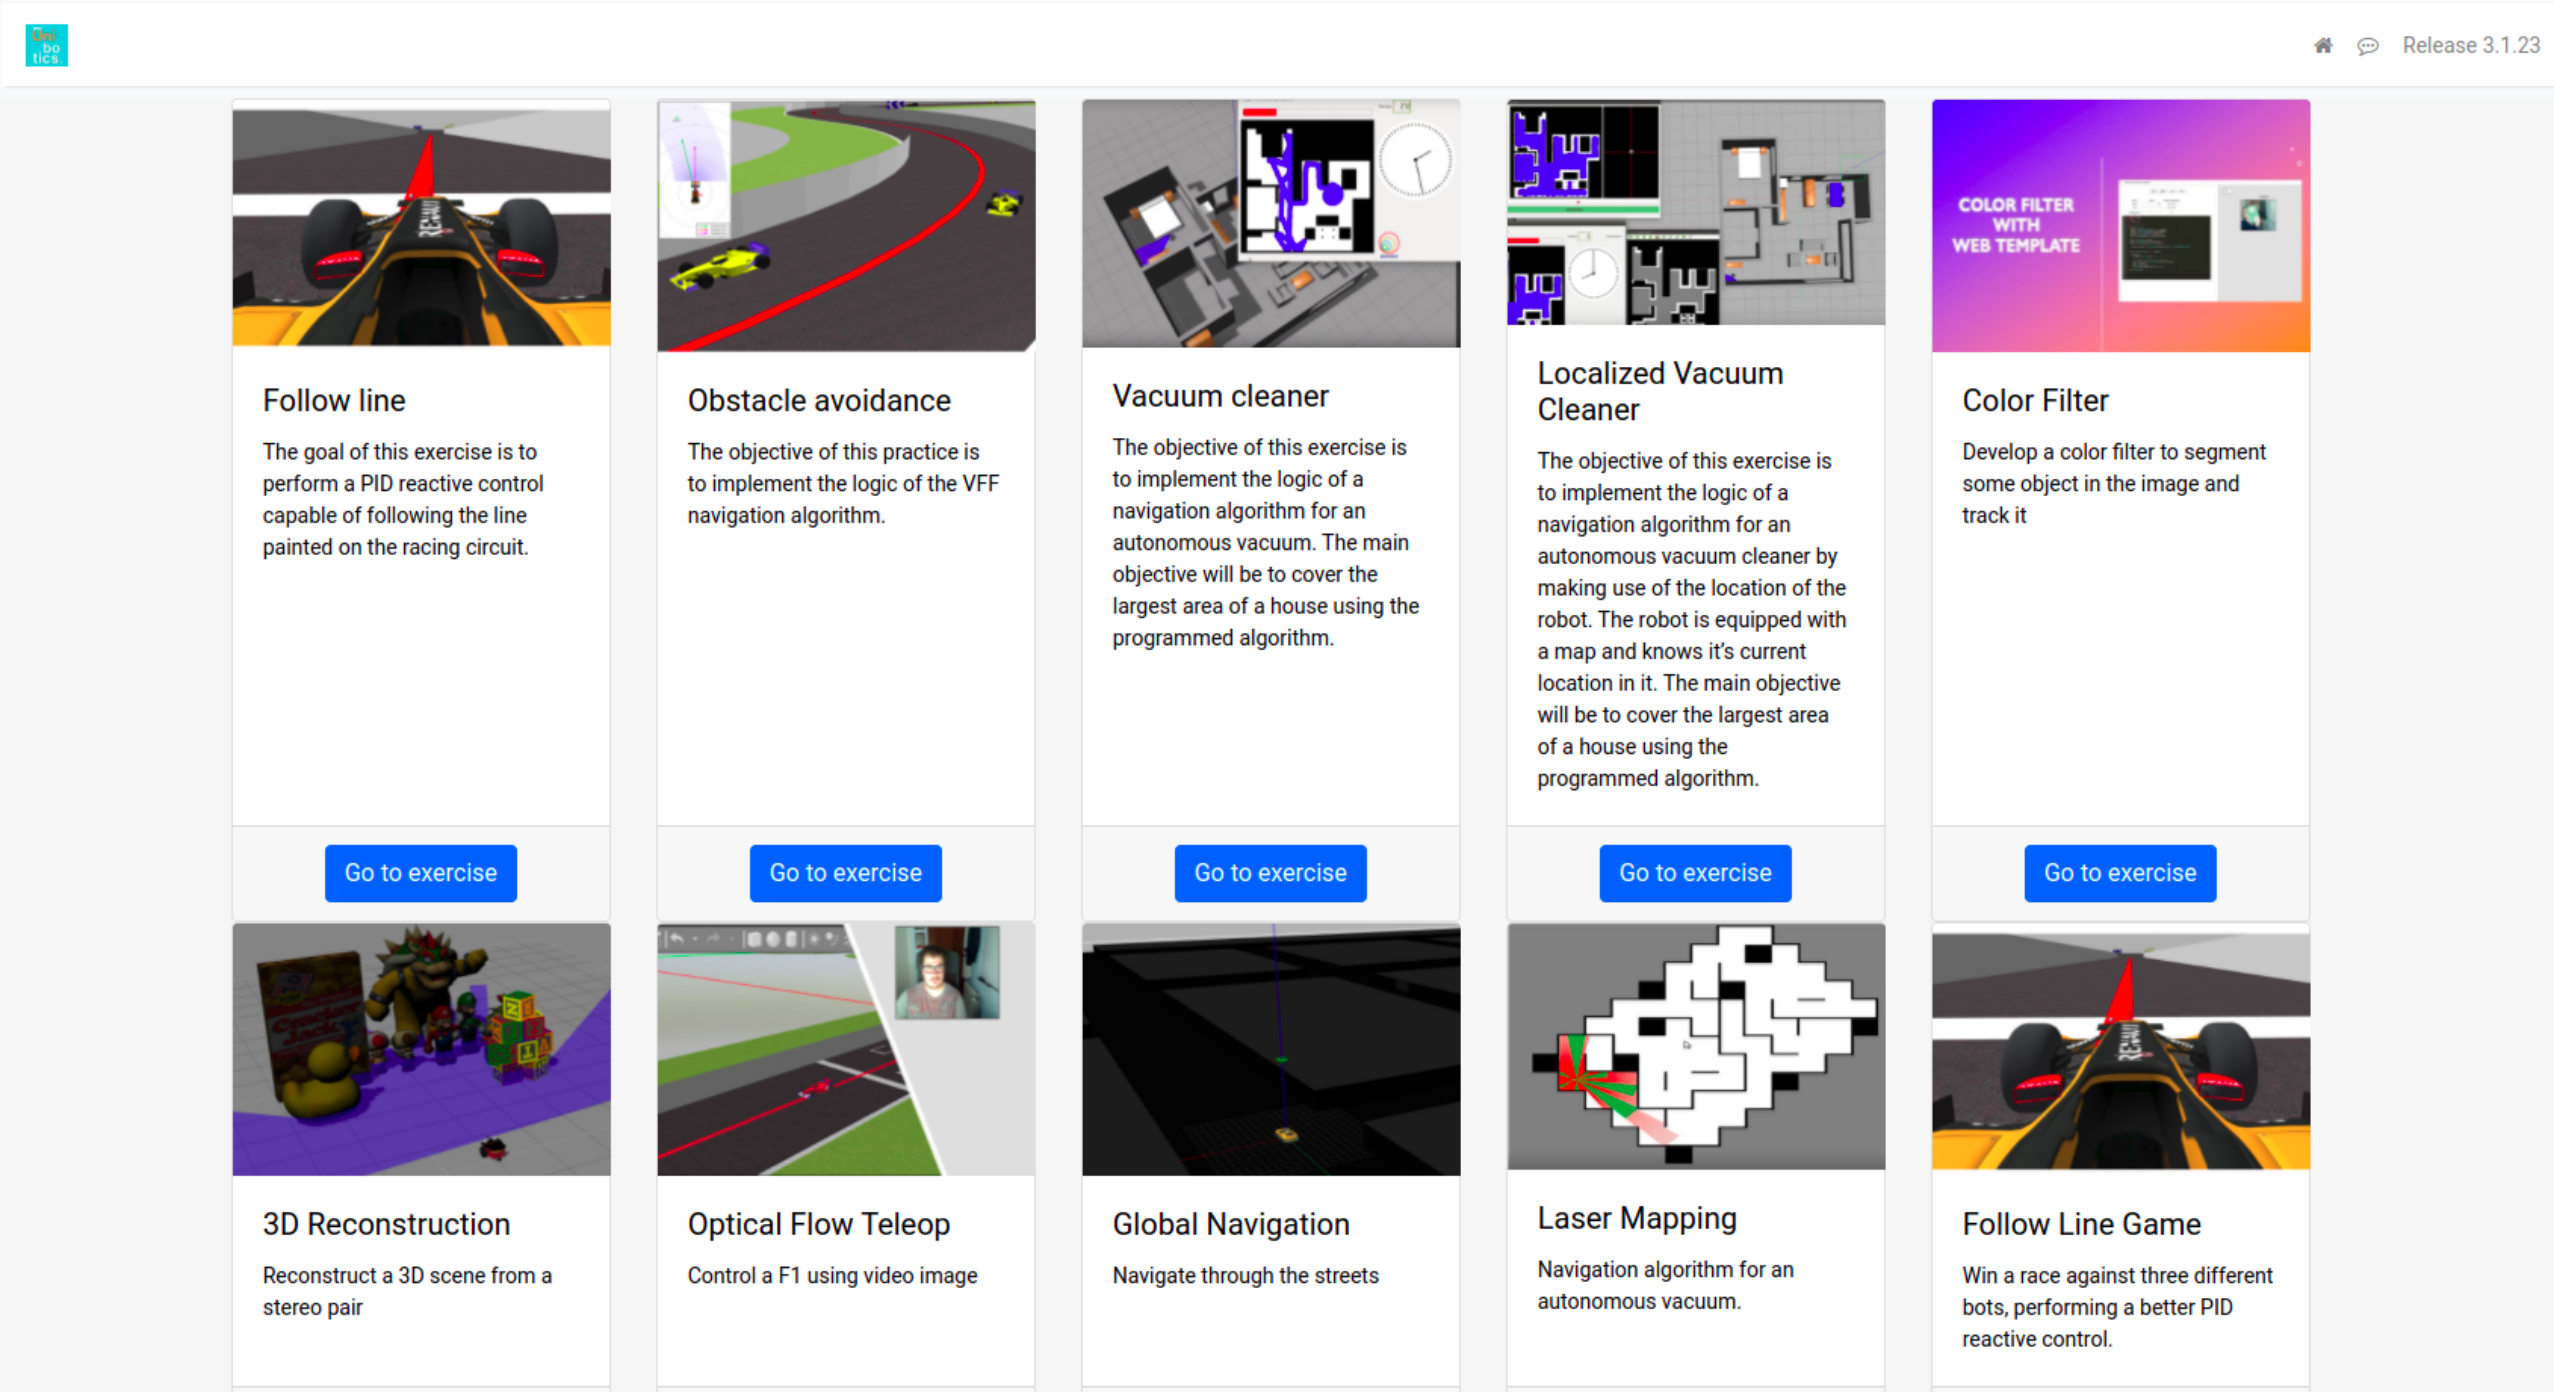 Uni
bo
tics.
Release 3.1.23
RENAULT
COLOR FILTER
WITH
WEB TEMPLATE
Follow line
The goal of this exercise is to
perform a PID reactive control
capable of following the line
painted on the racing circuit.
Go to exercise
Obstacle avoidance
The objective of this practice is
to implement the logic of the VFF
navigation algorithm.
Go to exercise
Vacuum cleaner
The objective of this exercise is
to implement the logic of a
navigation algorithm for an
autonomous vacuum. The main
objective will be to cover the
largest area of a house using the
programmed algorithm.
Go to exercise
Localized Vacuum
Cleaner
The objective of this exercise is
to implement the logic of a
navigation algorithm for an
autonomous vacuum cleaner by
making use of the location of the
robot. The robot is equipped with
a map and knows it’s current
location in it. The main objective
will be to cover the largest area
of a house using the
programmed algorithm.
Go to exercise
Color Filter
Develop a color filter to segment
some object in the image and
track it
Go to exercise
3D Reconstruction
Reconstruct a 3D scene from a
stereo pair
Optical Flow Teleop
Control a F1 using video image
Global Navigation
Navigate through the streets
Laser Mapping
Navigation algorithm for an
autonomous vacuum.
Follow Line Game
Win a race against three different
bots, performing a better PID
reactive control.